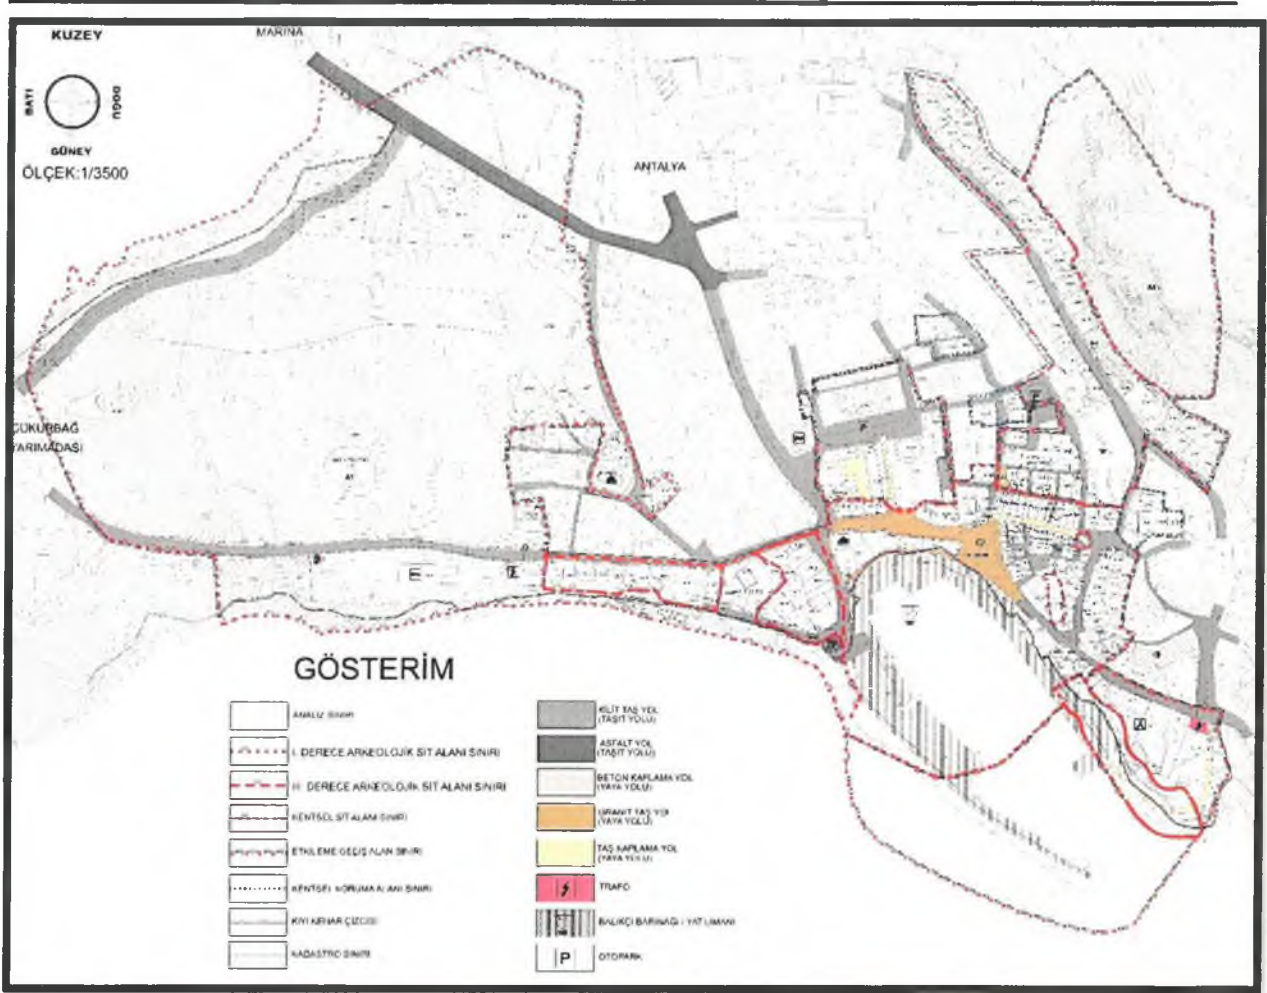 KUZEY
BATI
DOĞU
GÜNEY
ÖLÇEK:1/3500
MARINA
ANTALYA
YARIMADASI
P
GÖSTERİM
ANALİZ SINIRI
I. DERECE ARKEOLOJİK SİT ALANI SINIRI
III. DERECE ARKEOLOJİK SİT ALANI SINIRI
KENTSEL SİT ALANI SINIRI
ETKİLEME GEÇİŞ ALAN SINIRI
KENTSEL KORUMA ALANI SINIRI
KIYI KENAR ÇİZGİSİ
KADASTRO SINIRI
KİLİT TAŞ YOL
(TAŞIT YOLU)
ASFALT YOL
(TAŞIT YOLU)
BETON KAPLAMA YOL
(YAYA YOLU)
GRANİT TAŞ YOL
(YAYA YOLU)
TAŞ KAPLAMA YOL
(YAYA YOLU)
TRAFO
BALIKÇI BARINAĞI / YAT LİMANI
P
OTOPARK